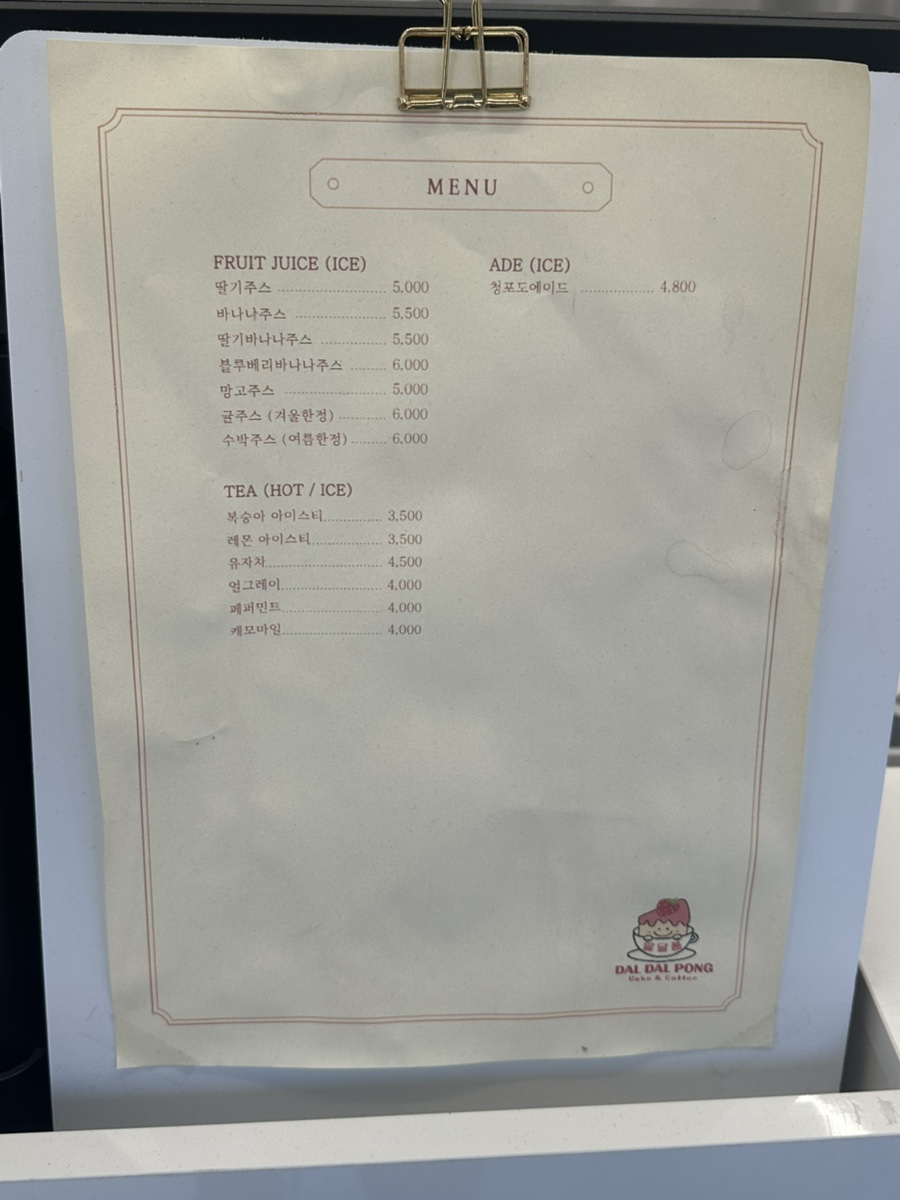 MENU
FRUIT JUICE (ICE)
딸기주스 5,000
바나나주스 5,500
딸기바나나주스 5,500
블루베리바나나주스 6,000
망고주스 5,000
귤주스 (겨울한정) 6,000
수박주스 (여름한정) 6,000
TEA (HOT / ICE)
복숭아 아이스티 3,500
레몬 아이스티 3,500
유자차 4,500
얼그레이 4,000
페퍼민트 4,000
캐모마일 4,000
ADE (ICE)
청포도에이드 4,800
달달퐁
DAL DAL PONG
Cake & Coffee